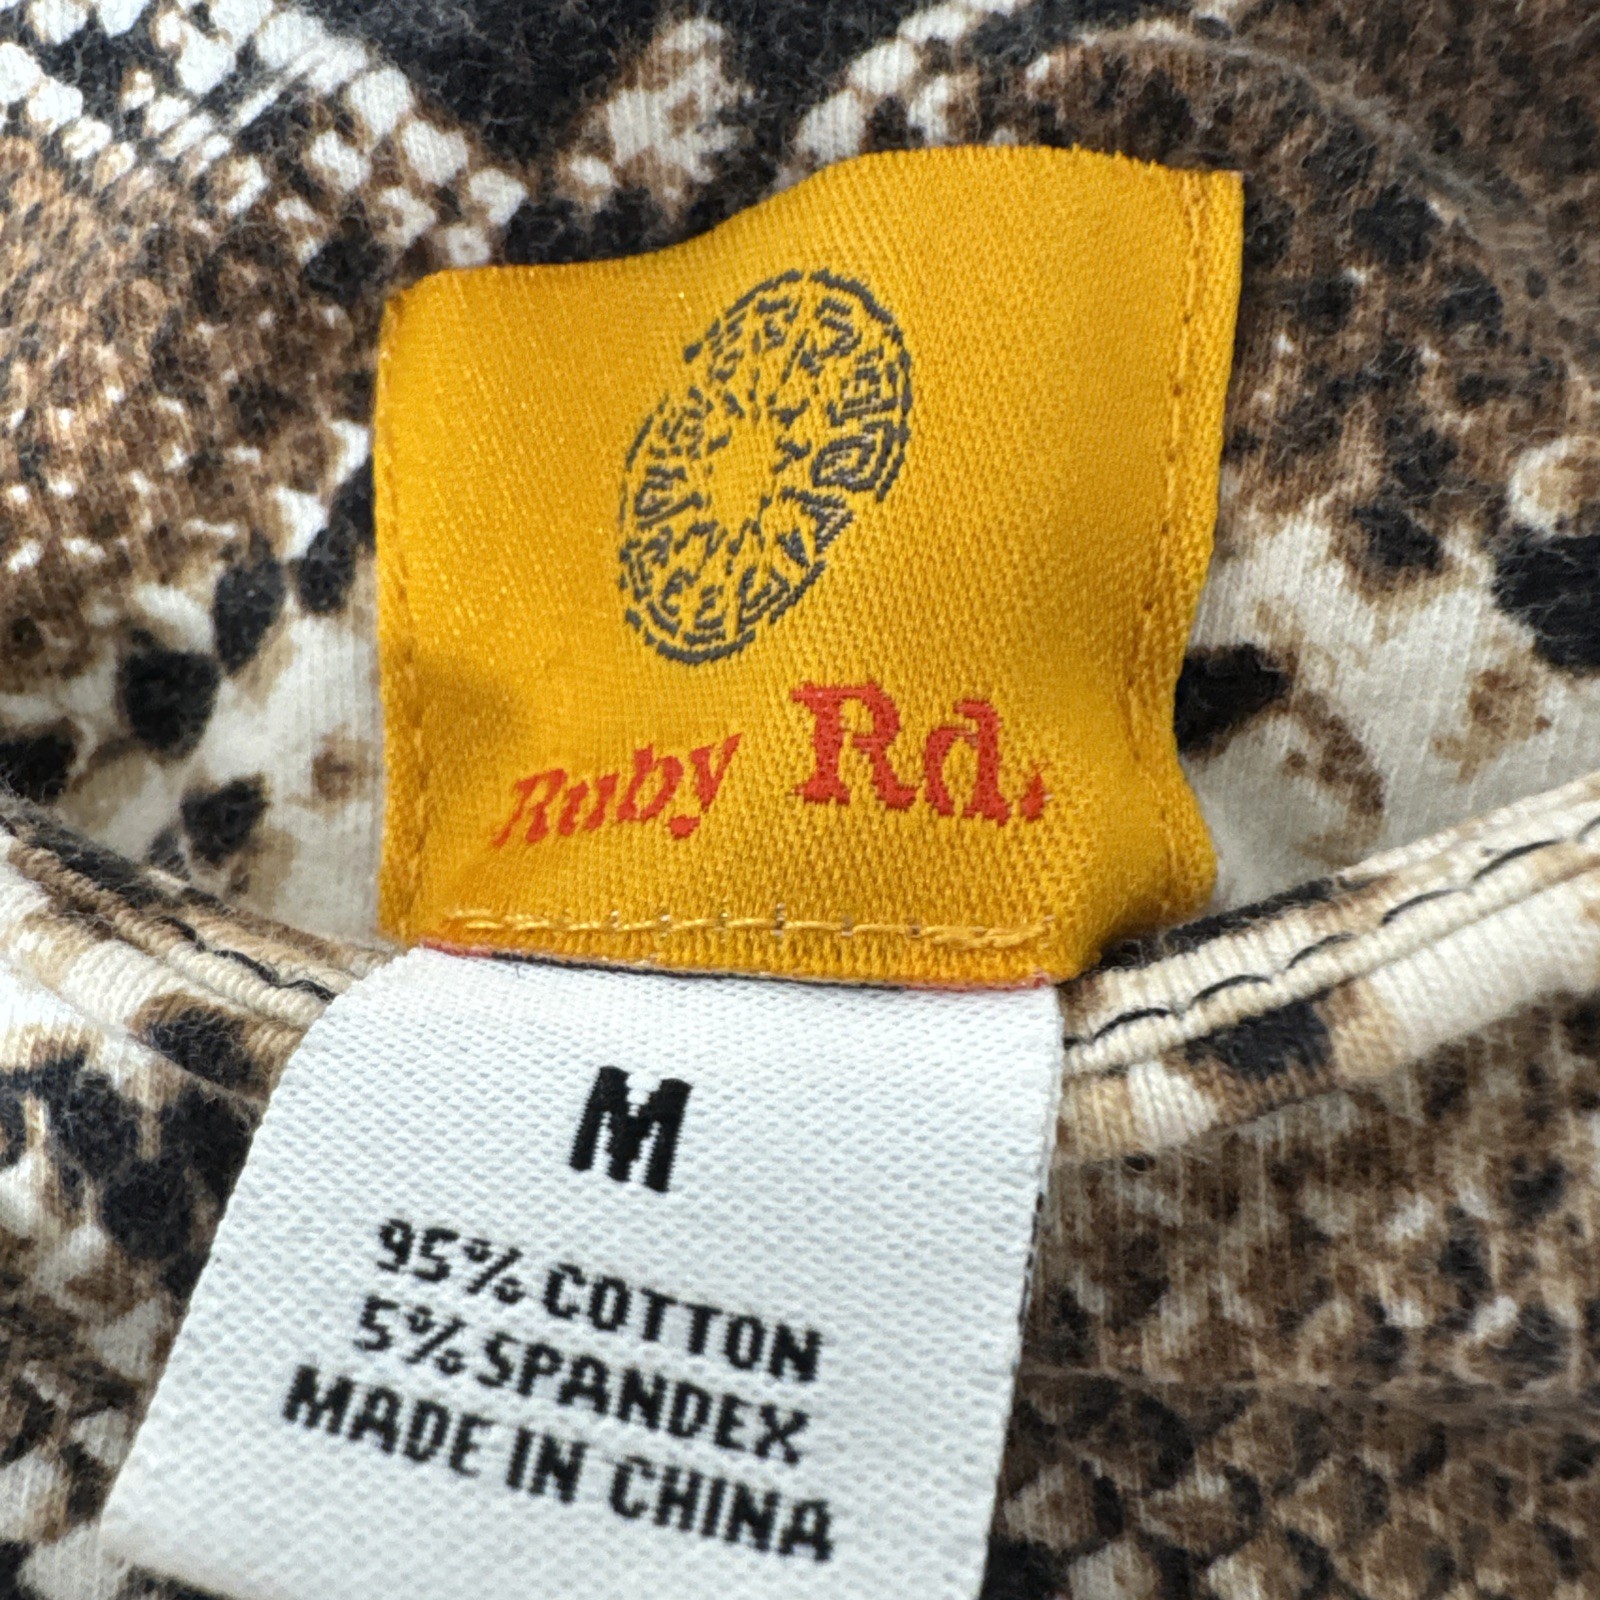 Ruby Rd.
M
95% COTTON
5% SPANDEX
MADE IN CHINA